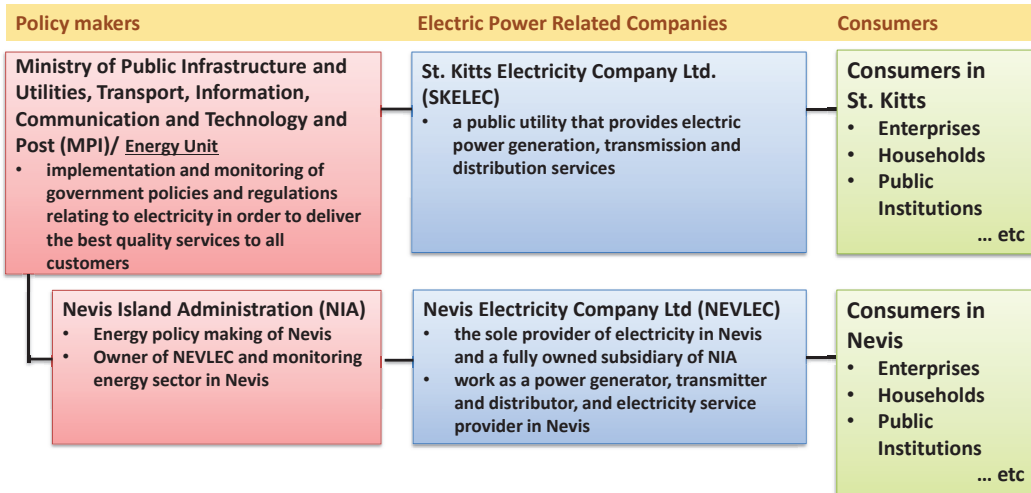 Policy makers
Electric Power Related Companies
Consumers
Ministry of Public Infrastructure and
Utilities, Transport, Information,
Communication and Technology and
Post (MPI)/ Energy Unit
• implementation and monitoring of
government policies and regulations
relating to electricity in order to deliver
the best quality services to all
customers
St. Kitts Electricity Company Ltd.
(SKELEC)
• a public utility that provides electric
power generation, transmission and
distribution services
Consumers in
St. Kitts
• Enterprises
• Households
• Public
Institutions
... etc
Nevis Island Administration (NIA)
• Energy policy making of Nevis
• Owner of NEVLEC and monitoring
energy sector in Nevis
Nevis Electricity Company Ltd (NEVLEC)
• the sole provider of electricity in Nevis
and a fully owned subsidiary of NIA
• work as a power generator, transmitter
and distributor, and electricity service
provider in Nevis
Consumers in
Nevis
• Enterprises
• Households
• Public
Institutions
... etc